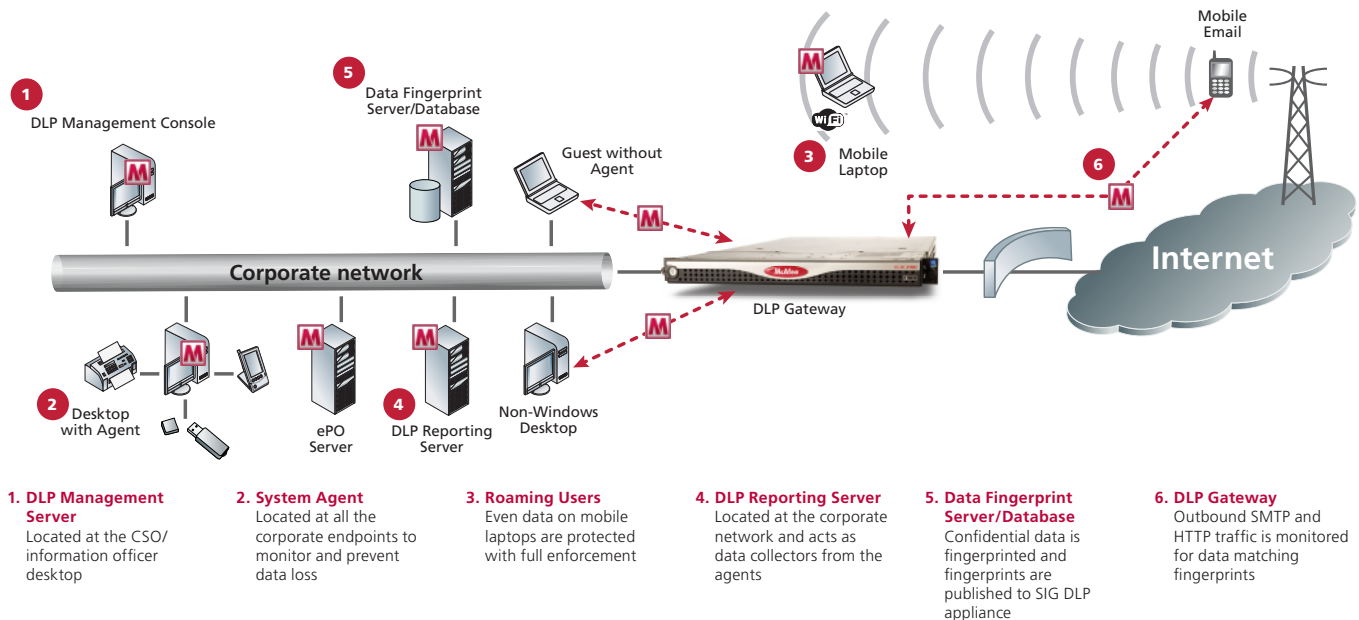 Mobile
Email
5
1
Data Fingerprint
Server/Database
DLP Management Console
M
M
M
WiFi
3
Mobile
Laptop
6
Guest without
Agent
M
M
Corporate network
McAfee
DLP Gateway
Internet
M
M
M
M
2
Desktop
with Agent
ePO
Server
4
DLP Reporting
Server
Non-Windows
Desktop
1. DLP Management
Server
Located at the CSO/
information officer
desktop
2. System Agent
Located at all the
corporate endpoints to
monitor and prevent
data loss
3. Roaming Users
Even data on mobile
laptops are protected
with full enforcement
4. DLP Reporting Server
Located at the corporate
network and acts as
data collectors from the
agents
5. Data Fingerprint
Server/Database
Confidential data is
fingerprinted and
fingerprints are
published to SIG DLP
appliance
6. DLP Gateway
Outbound SMTP and
HTTP traffic is monitored
for data matching
fingerprints